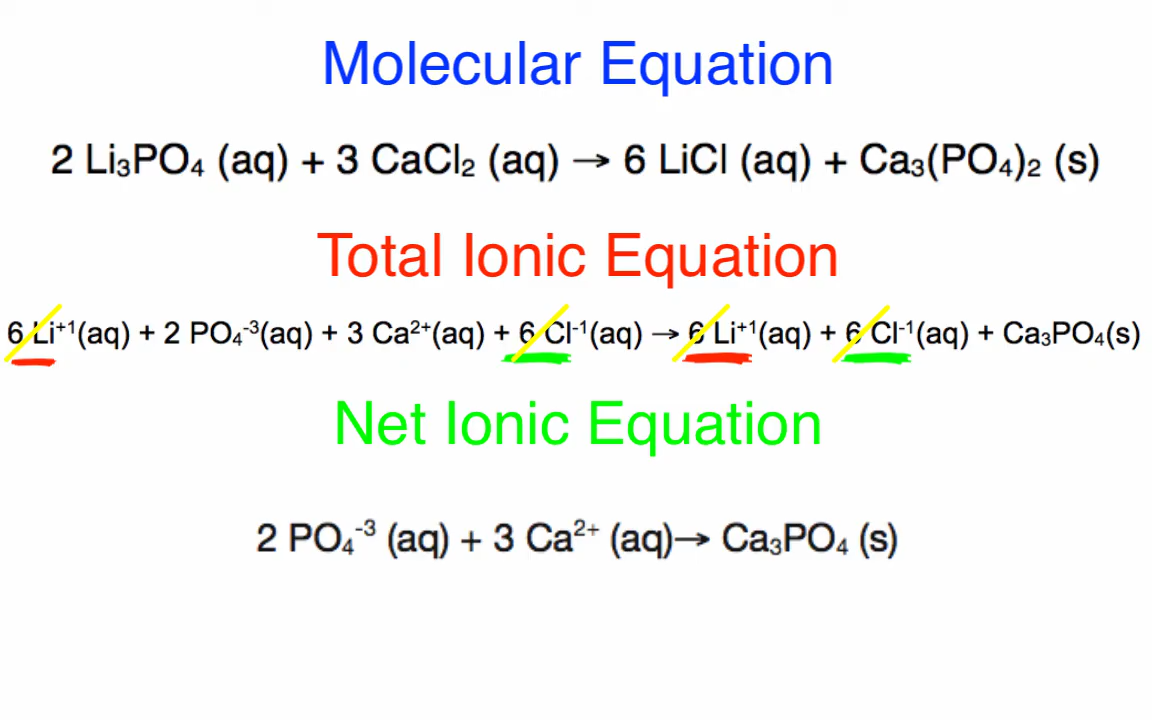 Molecular Equation
2 Li₃PO₄ (aq) + 3 CaCl₂ (aq) → 6 LiCl (aq) + Ca₃(PO₄)₂ (s)
Total Ionic Equation
6 Li⁺¹(aq) + 2 PO₄⁻³(aq) + 3 Ca²⁺(aq) + 6 Cl⁻¹(aq) → 6 Li⁺¹(aq) + 6 Cl⁻¹(aq) + Ca₃PO₄(s)
Net Ionic Equation
2 PO₄⁻³ (aq) + 3 Ca²⁺ (aq)→ Ca₃PO₄ (s)